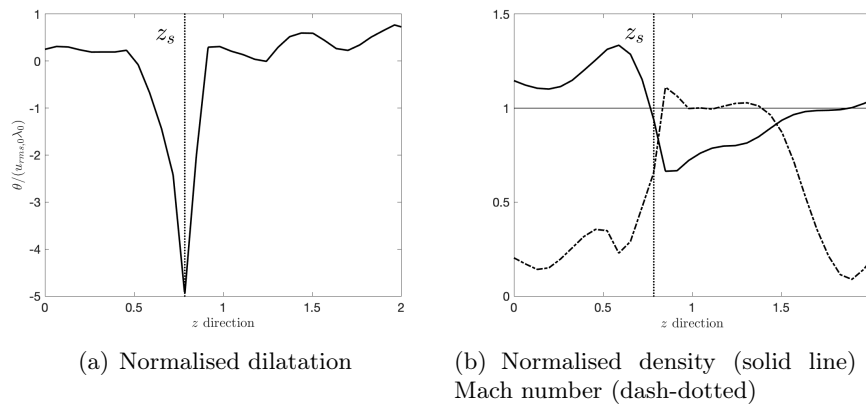 1
0
-1
-2
-3
-4
-5
θ/(u_{rms,0}λ_0)
z_s
0
0.5
1
1.5
2
z direction
(a) Normalised dilatation
1.5
1
0.5
0
z_s
0
0.5
1
1.5
z direction
(b) Normalised density (solid line)
Mach number (dash-dotted)